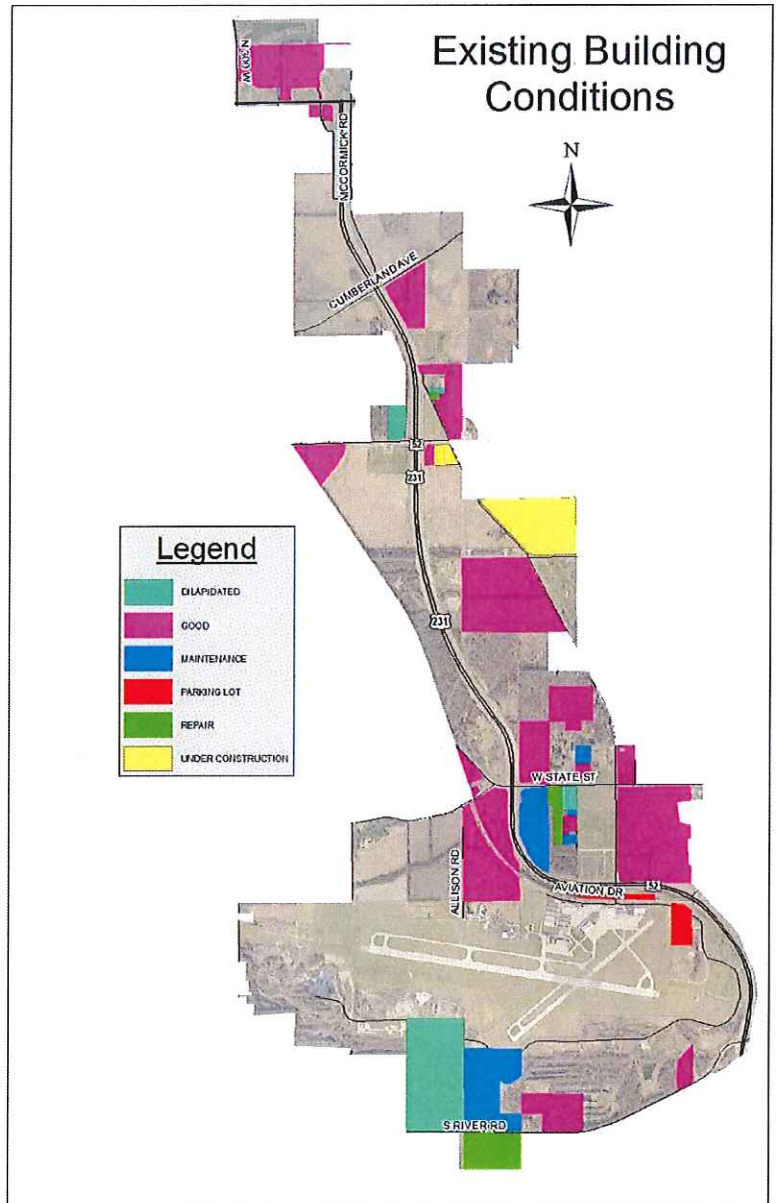 Existing Building
Conditions
N
N 300 W
MCCORMICK RD
CUMBERLAND AVE
52
231
231
Legend
DILAPIDATED
GOOD
MAINTENANCE
PARKING LOT
REPAIR
UNDER CONSTRUCTION
W STATE ST
ALLISON RD
AVIATION DR
52
S RIVER RD